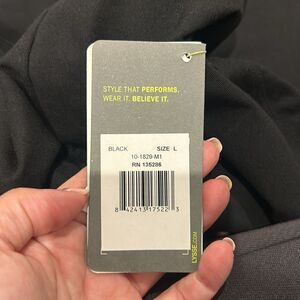 STYLE THAT PERFORMS.
WEAR IT. BELIEVE IT.
BLACK SIZE L
10-1829-M1
RN 135286
8 42413 17522 3
LYSSE.COM